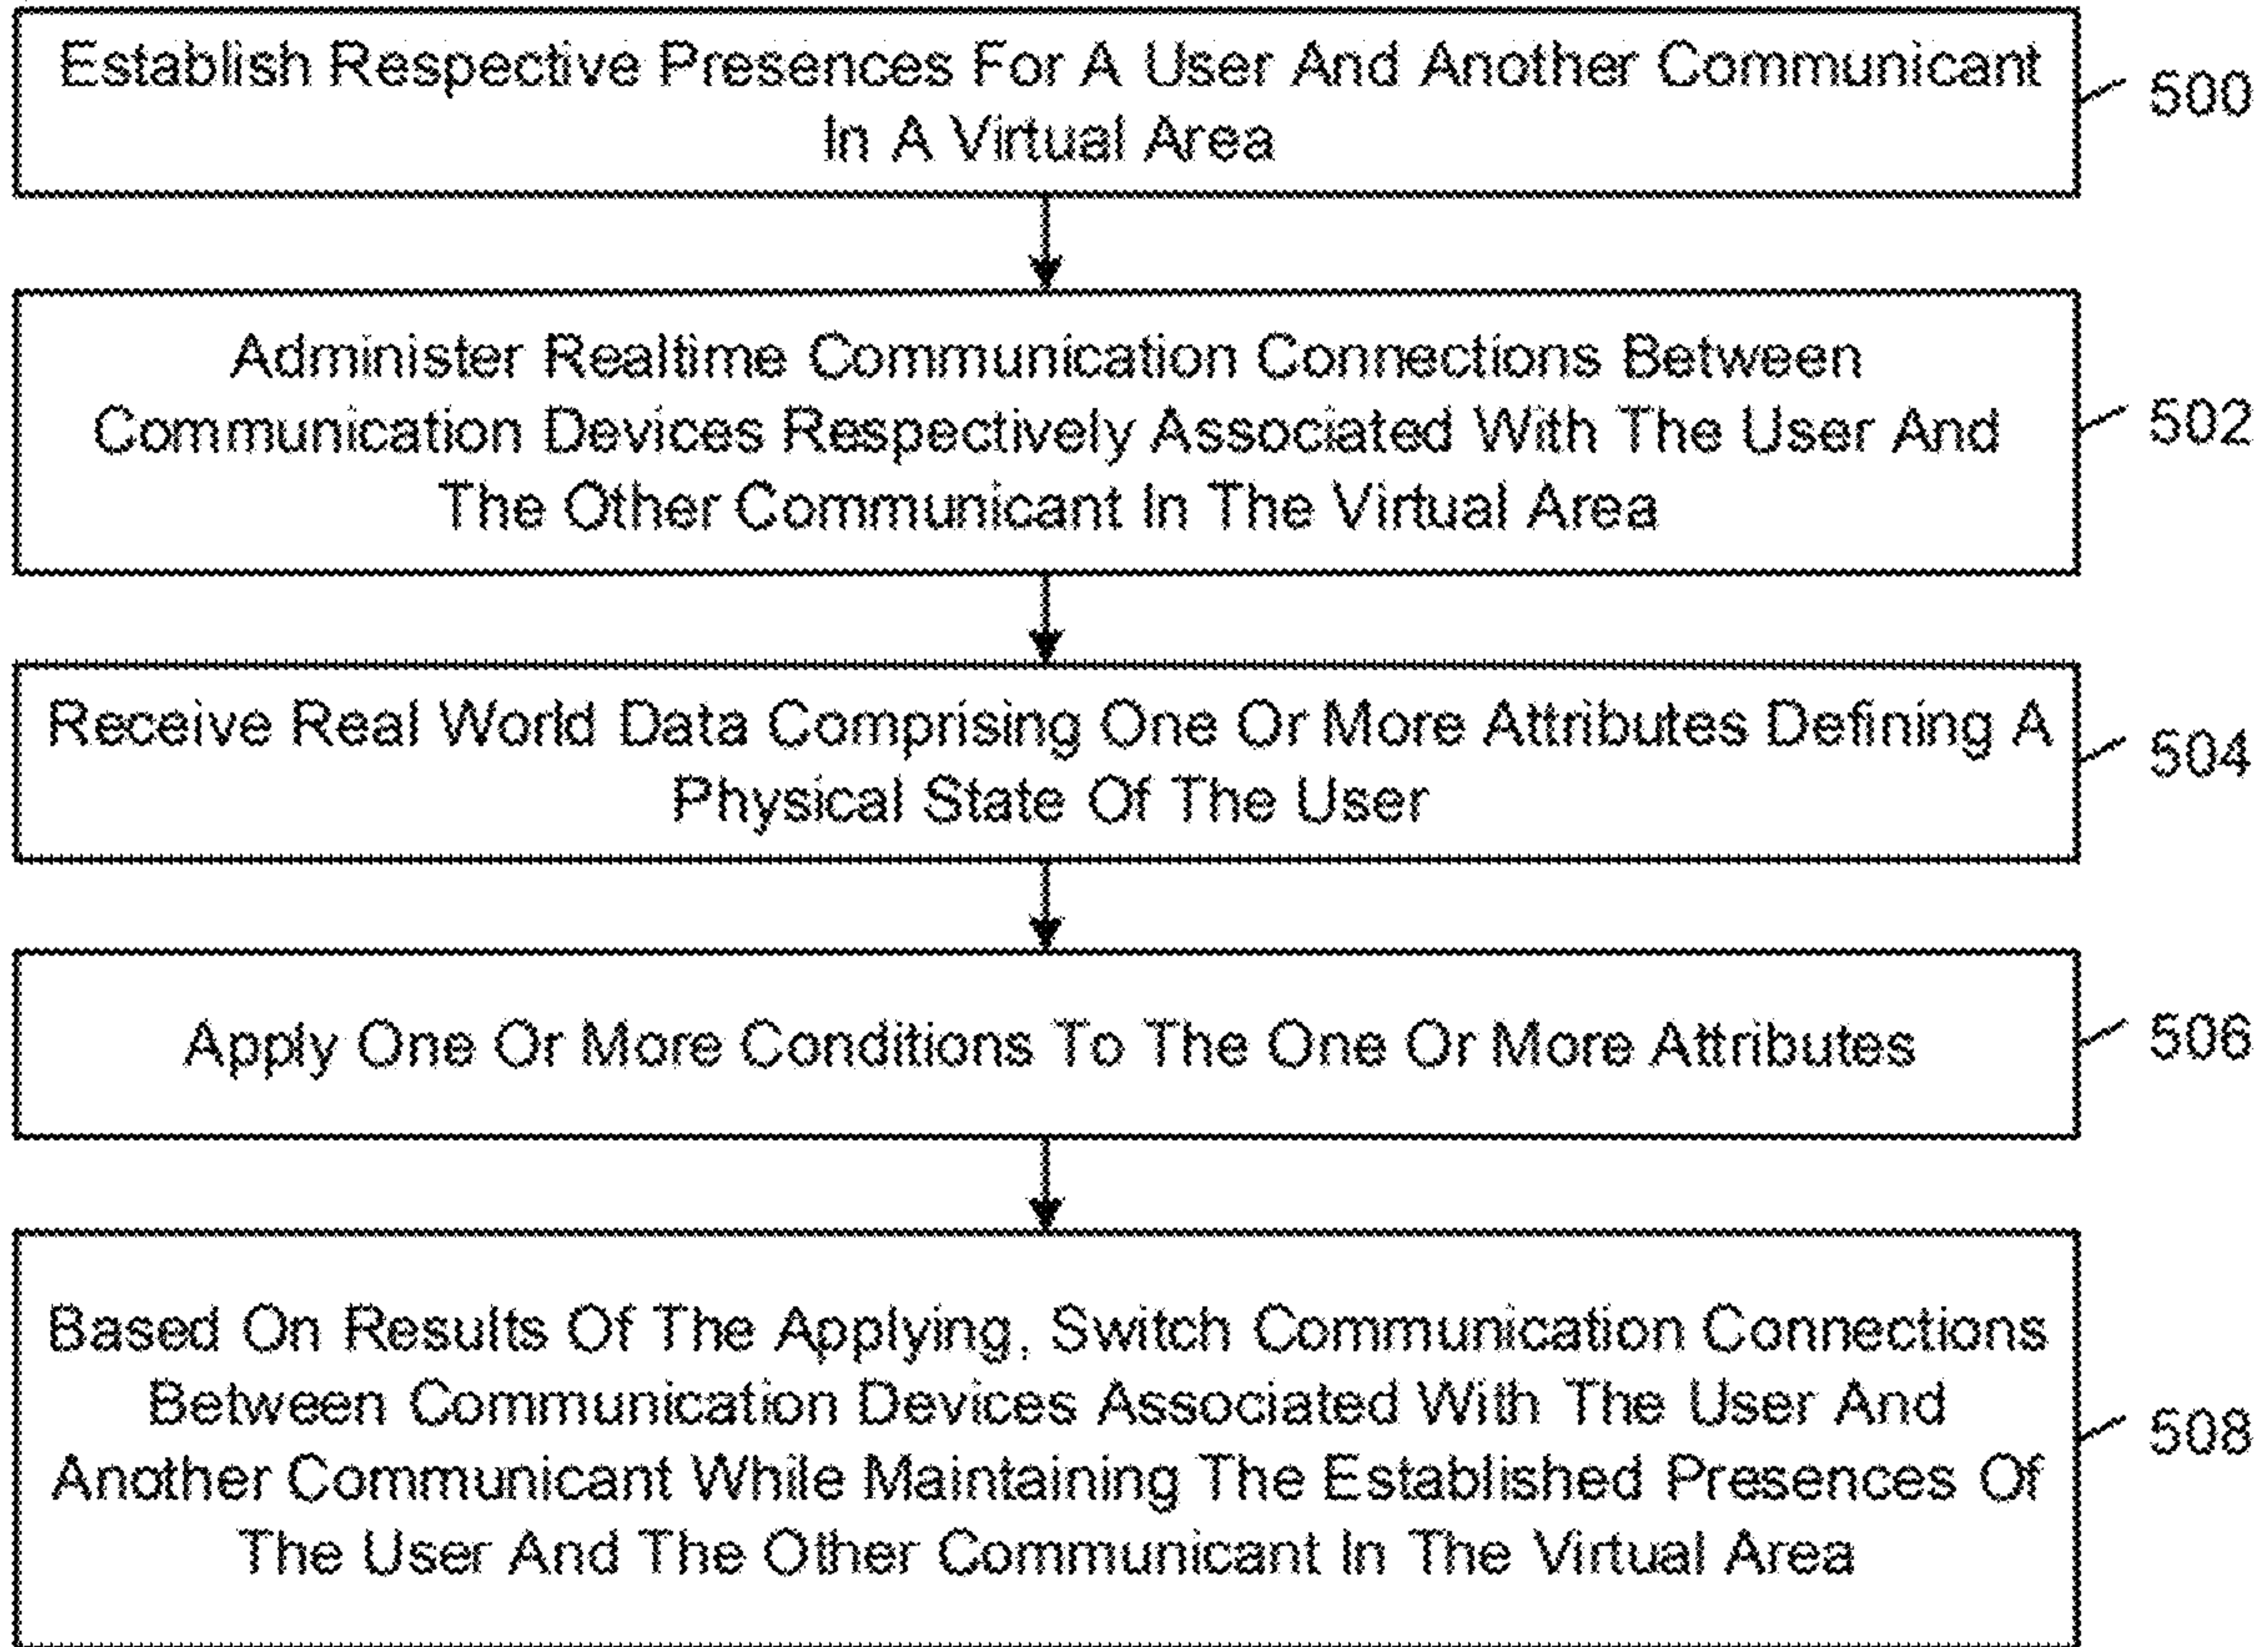 Establish Respective Presences For A User And Another Communicant
In A Virtual Area
500
Administer Realtime Communication Connections Between
Communication Devices Respectively Associated With The User And
The Other Communicant In The Virtual Area
502
Receive Real World Data Comprising One Or More Attributes Defining A
Physical State Of The User
504
Apply One Or More Conditions To The One Or More Attributes
506
Based On Results Of The Applying, Switch Communication Connections
Between Communication Devices Associated With The User And
Another Communicant While Maintaining The Established Presences Of
The User And The Other Communicant In The Virtual Area
508